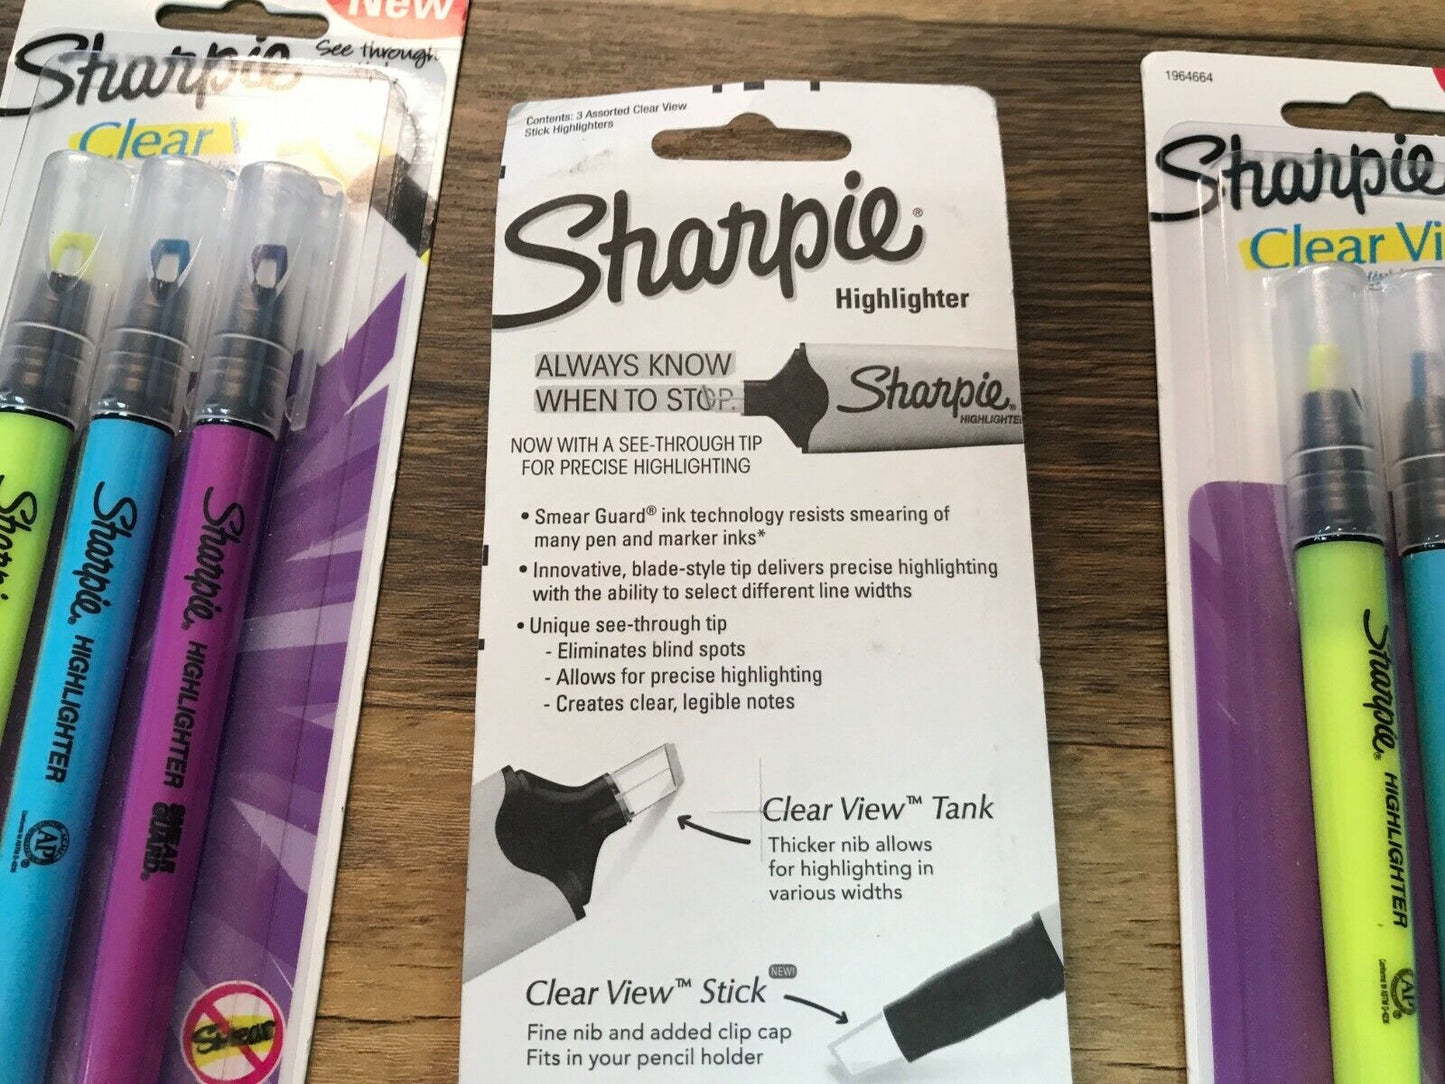 New
Sharpie
See through
Clear
Sharpie
Sharpie HIGHLIGHTER
AP
Sharpie HIGHLIGHTER SMEAR GUARD
SMEAR
Contents: 3 Assorted Clear View
Stick Highlighters
Sharpie®
Highlighter
ALWAYS KNOW
WHEN TO STOP.
Sharpie®
HIGHLIGHTER
NOW WITH A SEE-THROUGH TIP
FOR PRECISE HIGHLIGHTING
• Smear Guard® ink technology resists smearing of
many pen and marker inks*
• Innovative, blade-style tip delivers precise highlighting
with the ability to select different line widths
• Unique see-through tip
- Eliminates blind spots
- Allows for precise highlighting
- Creates clear, legible notes
Clear View™ Tank
Thicker nib allows
for highlighting in
various widths
NEW!
Clear View™ Stick
Fine nib and added clip cap
Fits in your pencil holder
1964664
Sharpie
Clear Vi
Sharpie® HIGHLIGHTER
AP